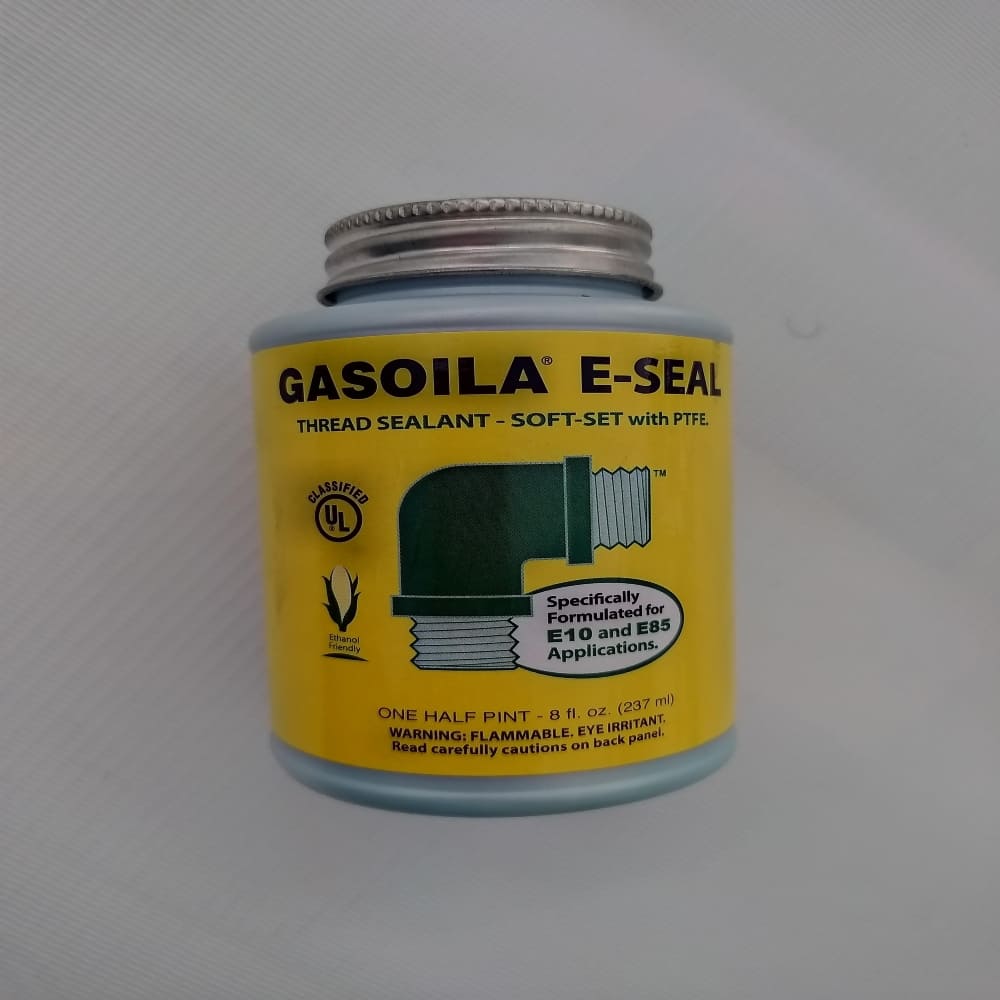 GASOILA® E-SEAL
THREAD SEALANT - SOFT-SET with PTFE.
TM
CLASSIFIED
UL
®
Specifically
Formulated for
E10 and E85
Applications.
Ethanol
Friendly
ONE HALF PINT - 8 fl. oz. (237 ml)
WARNING: FLAMMABLE. EYE IRRITANT.
Read carefully cautions on back panel.